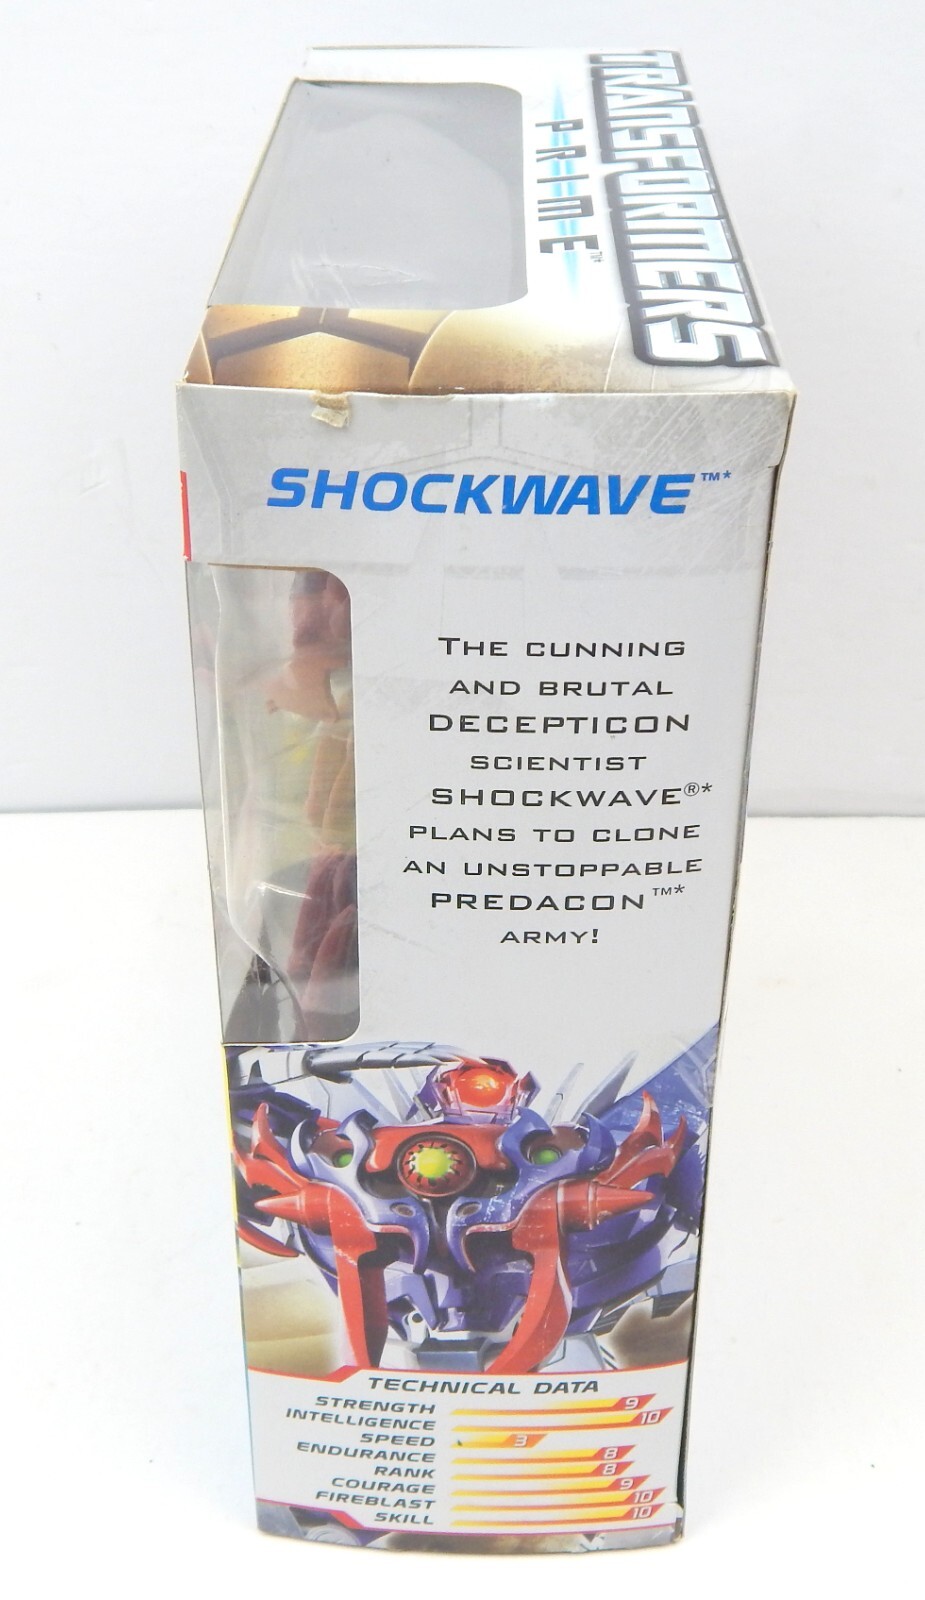 TRANSFORMERS
PRIME™*
SHOCKWAVE™*
THE CUNNING
AND BRUTAL
DECEPTICON
SCIENTIST
SHOCKWAVE®*
PLANS TO CLONE
AN UNSTOPPABLE
PREDACON™*
ARMY!
TECHNICAL DATA
STRENGTH 9
INTELLIGENCE 10
SPEED 3
ENDURANCE 8
RANK 8
COURAGE 9
FIREBLAST 10
SKILL 10